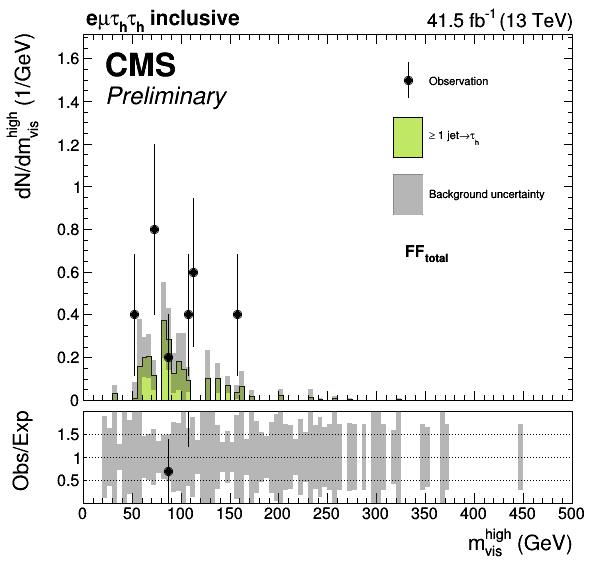 eμτhτh inclusive 41.5 fb-1 (13 TeV)
CMS
Preliminary
Observation
≥ 1 jet→τh
Background uncertainty
FFtotal
dN/dmvishigh (1/GeV)
1.6
1.4
1.2
1
0.8
0.6
0.4
0.2
0
Obs/Exp
1.5
1
0.5
0 50 100 150 200 250 300 350 400 450 500
mvishigh (GeV)